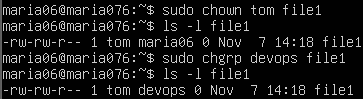 maria06@maria076:~$ sudo chown tom file1
maria06@maria076:~$ ls -l file1
-rw-rw-r-- 1 tom maria06 0 Nov  7 14:18 file1
maria06@maria076:~$ sudo chgrp devops file1
maria06@maria076:~$ ls -l file1
-rw-rw-r-- 1 tom devops 0 Nov  7 14:18 file1